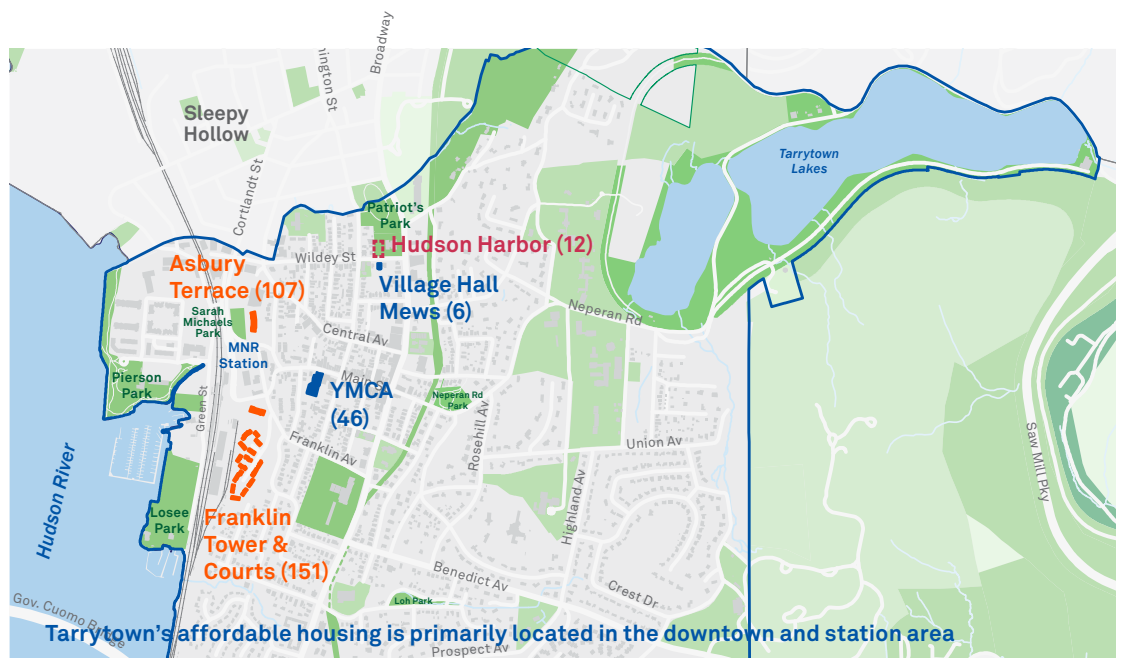 Broadway
ington St
Sleepy
Hollow
Cortlandt St
Tarrytown
Lakes
Patriot's
Park
Hudson Harbor (12)
Wildey St
Asbury
Terrace (107)
Village Hall
Mews (6)
Sarah
Michaels
Park
Neperan Rd
Central Av
MNR
Station
Pierson
Park
Main St
YMCA
(46)
Neperan Rd
Park
Green St
Rosehill Av
Franklin Av
Union Av
Saw Mill Pky
Hudson River
Highland Av
Losee
Park
Franklin
Tower &
Courts (151)
Benedict Av
Crest Dr
Loh Park
Gov. Cuomo Bridge
Tarrytown's affordable housing is primarily located in the downtown and station area
Prospect Av